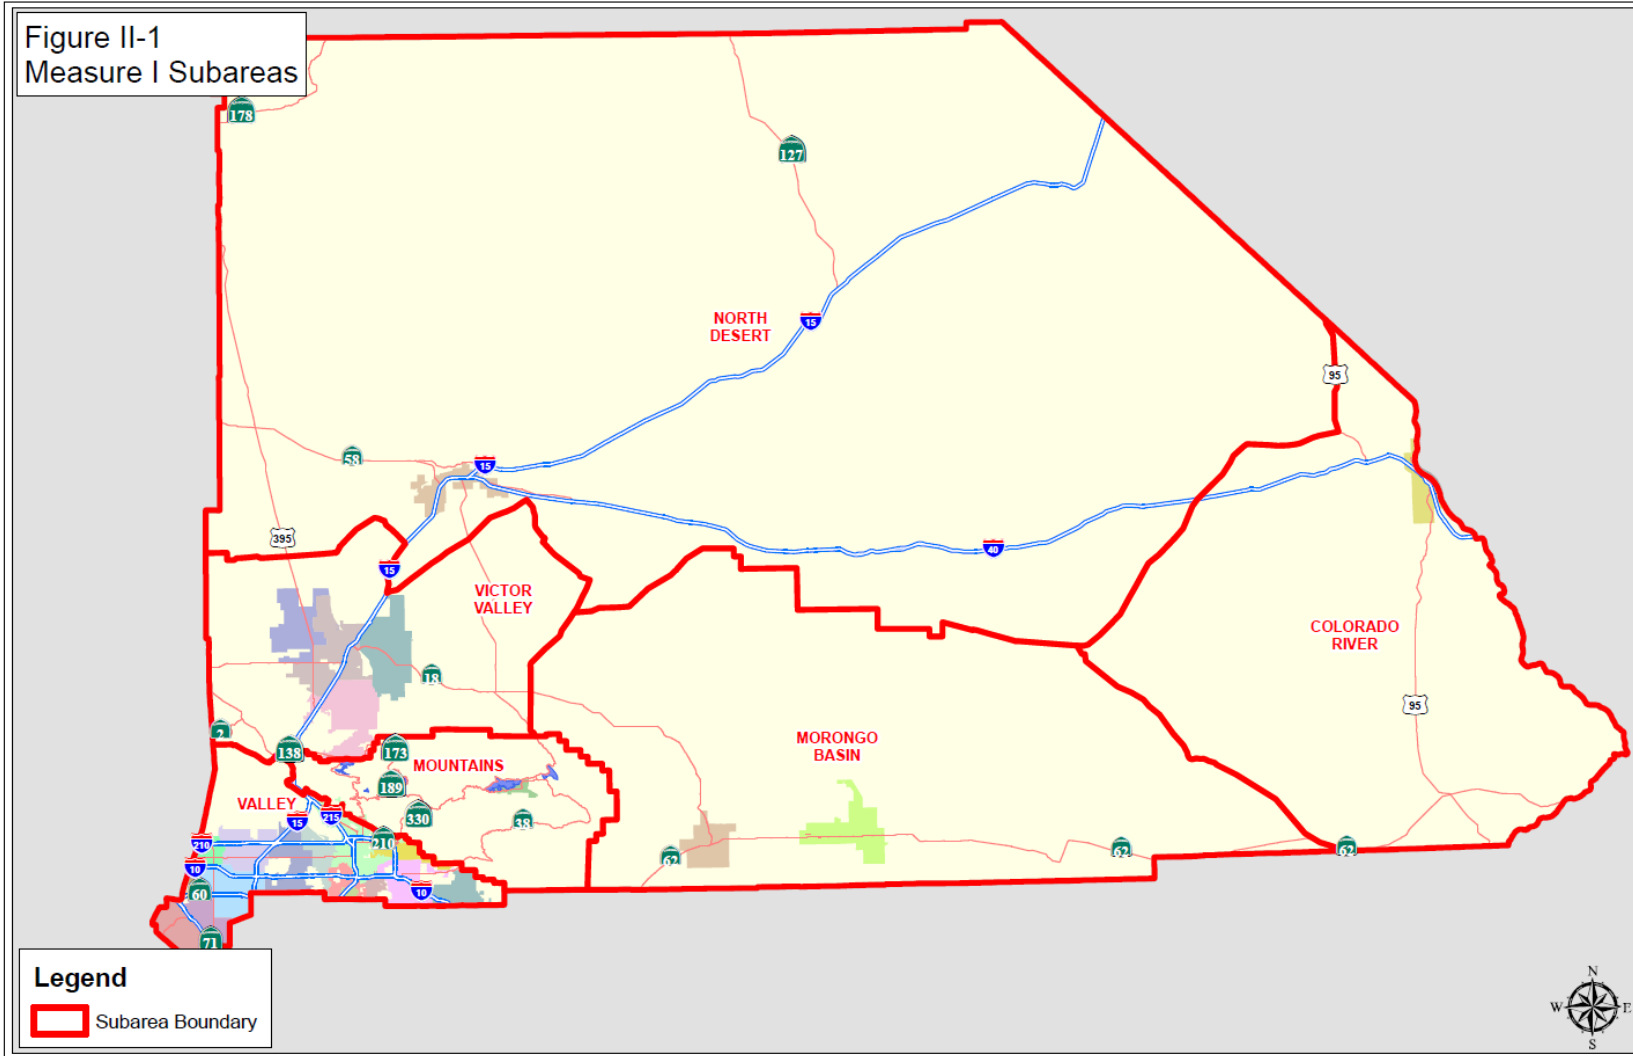 Figure II-1
Measure I Subareas
178
127
NORTH
DESERT
15
95
58
15
395
15
40
VICTOR
VALLEY
COLORADO
RIVER
18
95
2
138
173
MORONGO
BASIN
MOUNTAINS
189
VALLEY
330
38
15
215
210
210
62
62
62
10
10
60
71
Legend
Subarea Boundary
N
W
E
S